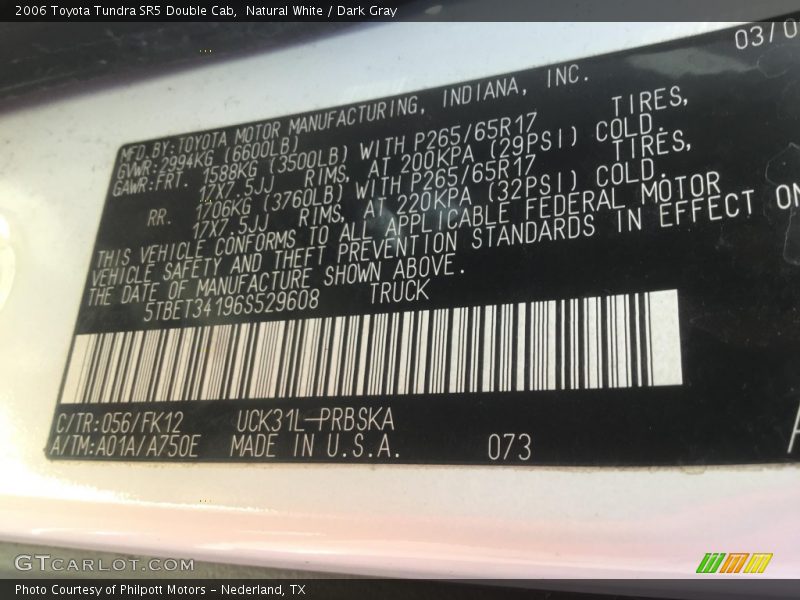 2006 Toyota Tundra SR5 Double Cab,  Natural White / Dark Gray
03/0
MFD.BY:TOYOTA MOTOR MANUFACTURING, INDIANA, INC.
GVWR:2994KG (6600LB)
GAWR:FRT. 1588KG (3500LB) WITH P265/65R17 TIRES,
17X7.5JJ RIMS, AT 200KPA (29PSI) COLD.
RR. 1706KG (3760LB) WITH P265/65R17 TIRES,
17X7.5JJ RIMS, AT 220KPA (32PSI) COLD.
THIS VEHICLE CONFORMS TO ALL APPLICABLE FEDERAL MOTOR
VEHICLE SAFETY AND THEFT PREVENTION STANDARDS IN EFFECT ON
THE DATE OF MANUFACTURE SHOWN ABOVE.
5TBET34196S529608 TRUCK
C/TR:056/FK12 UCK31L-PRBSKA
A/TM:A01A/A750E MADE IN U.S.A. 073
GTCARLOT.COM
Photo Courtesy of Philpott Motors - Nederland, TX